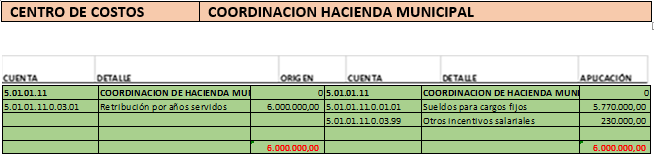 CENTRO DE COSTOS COORDINACION HACIENDA MUNICIPAL
CUENTA DETALLE ORIGEN CUENTA DETALLE APLICACIÓN
5.01.01.11 COORDINACION DE HACIENDA MUNI 0 5.01.01.11 COORDINACION DE HACIENDA MUNI 0
5.01.01.11.0.03.01 Retribución por años servidos 6.000.000,00 5.01.01.11.0.01.01 Sueldos para cargos fijos 5.770.000,00
5.01.01.11.0.03.99 Otros incentivos salariales 230.000,00
6.000.000,00 6.000.000,00